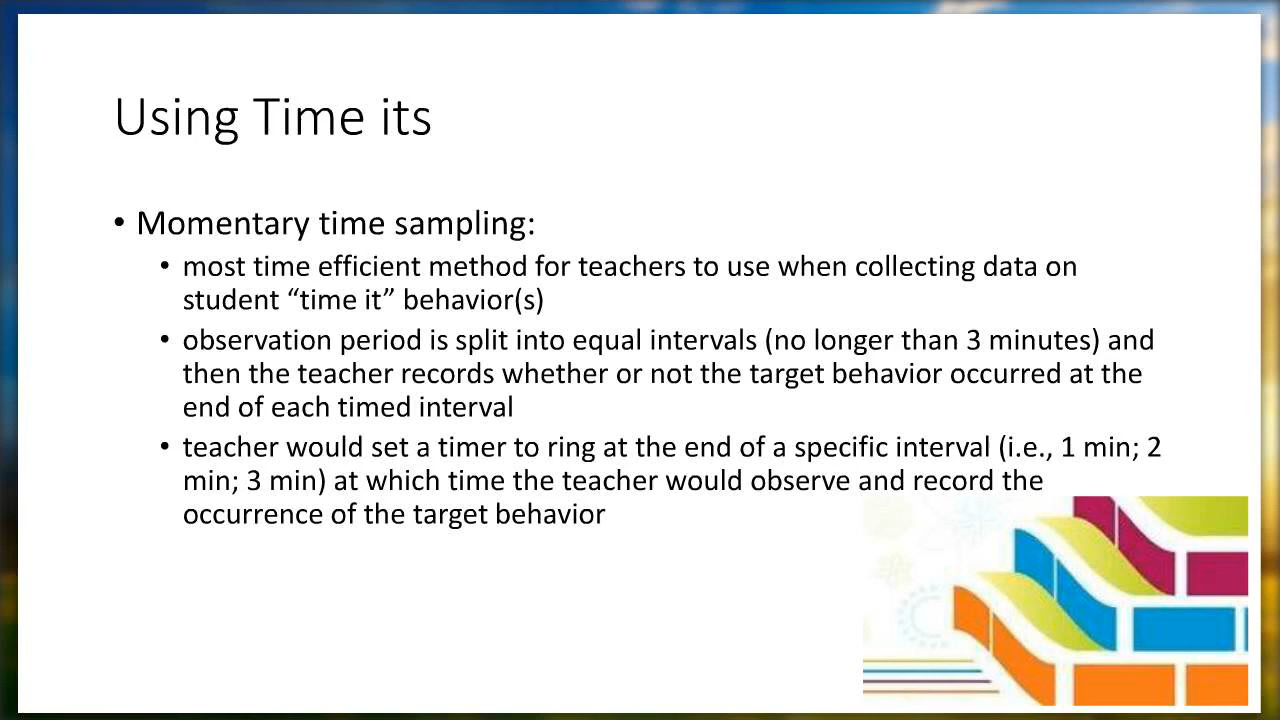 Using Time its
• Momentary time sampling:
• most time efficient method for teachers to use when collecting data on
student “time it” behavior(s)
• observation period is split into equal intervals (no longer than 3 minutes) and
then the teacher records whether or not the target behavior occurred at the
end of each timed interval
• teacher would set a timer to ring at the end of a specific interval (i.e., 1 min; 2
min; 3 min) at which time the teacher would observe and record the
occurrence of the target behavior